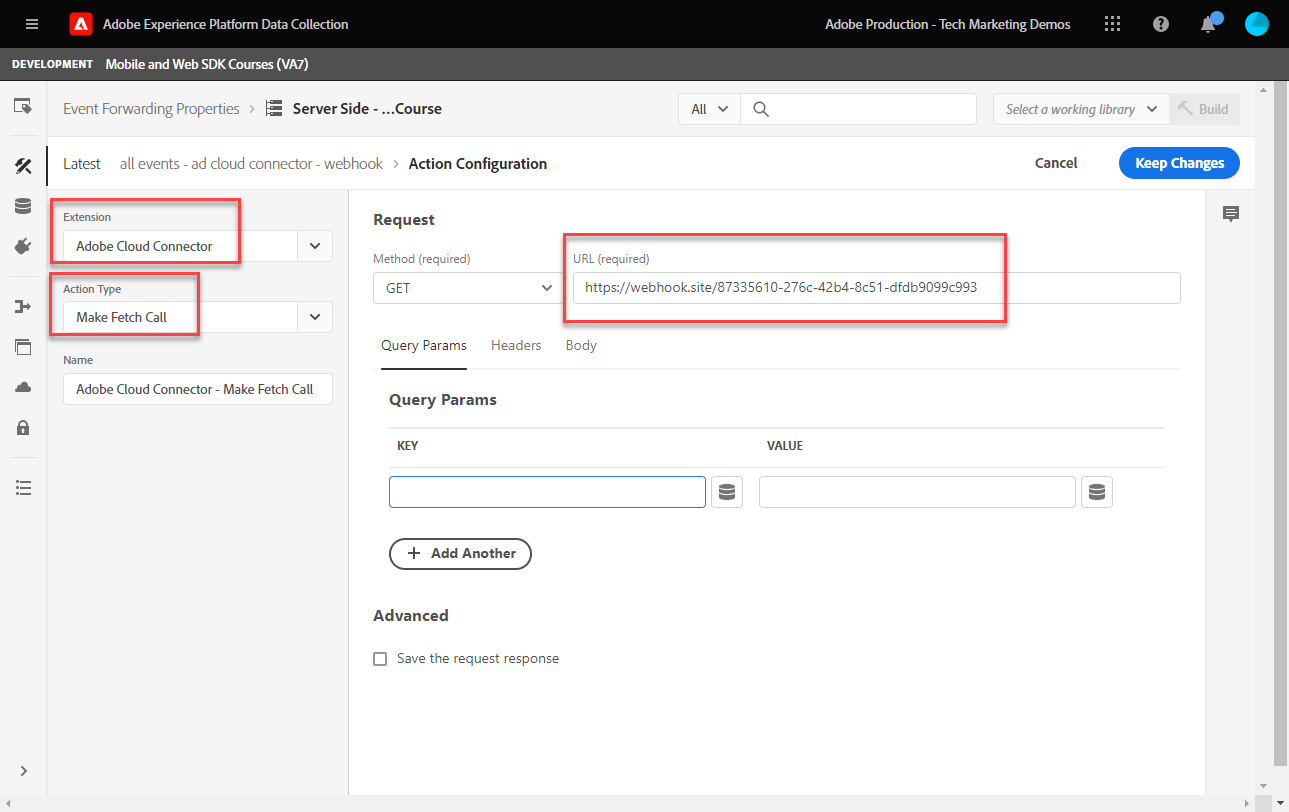 Adobe Experience Platform Data Collection
Adobe Production - Tech Marketing Demos
DEVELOPMENT Mobile and Web SDK Courses (VA7)
Event Forwarding Properties > Server Side - ...Course
All
Select a working library
Build
Latest
all events - ad cloud connector - webhook > Action Configuration
Cancel
Keep Changes
Extension
Adobe Cloud Connector
Action Type
Make Fetch Call
Name
Adobe Cloud Connector - Make Fetch Call
Request
Method (required)
GET
URL (required)
https://webhook.site/87335610-276c-42b4-8c51-dfdb9099c993
Query Params
Headers
Body
Query Params
KEY
VALUE
Add Another
Advanced
Save the request response